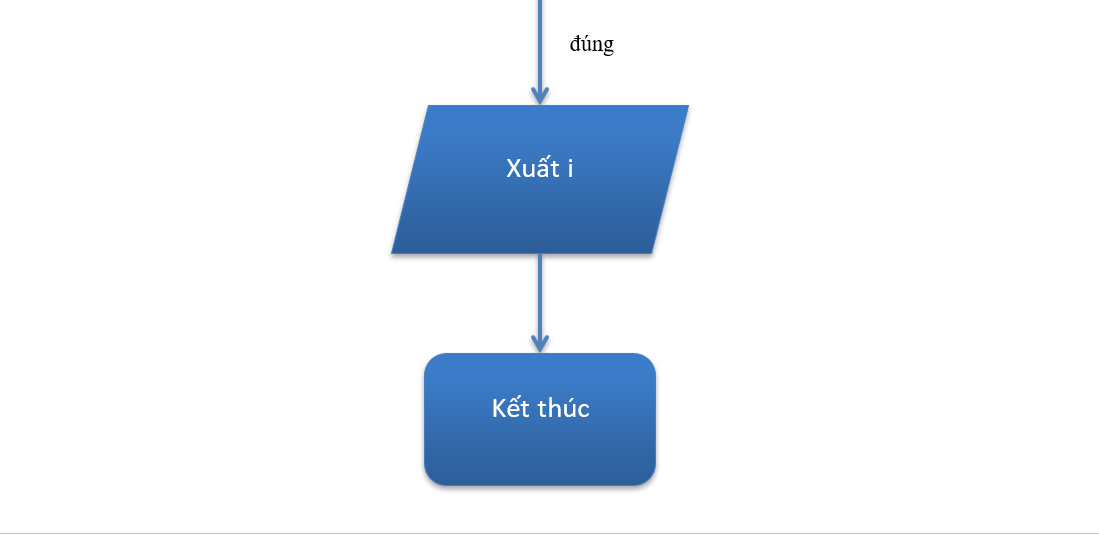 đúng
Xuất i
Kết thúc